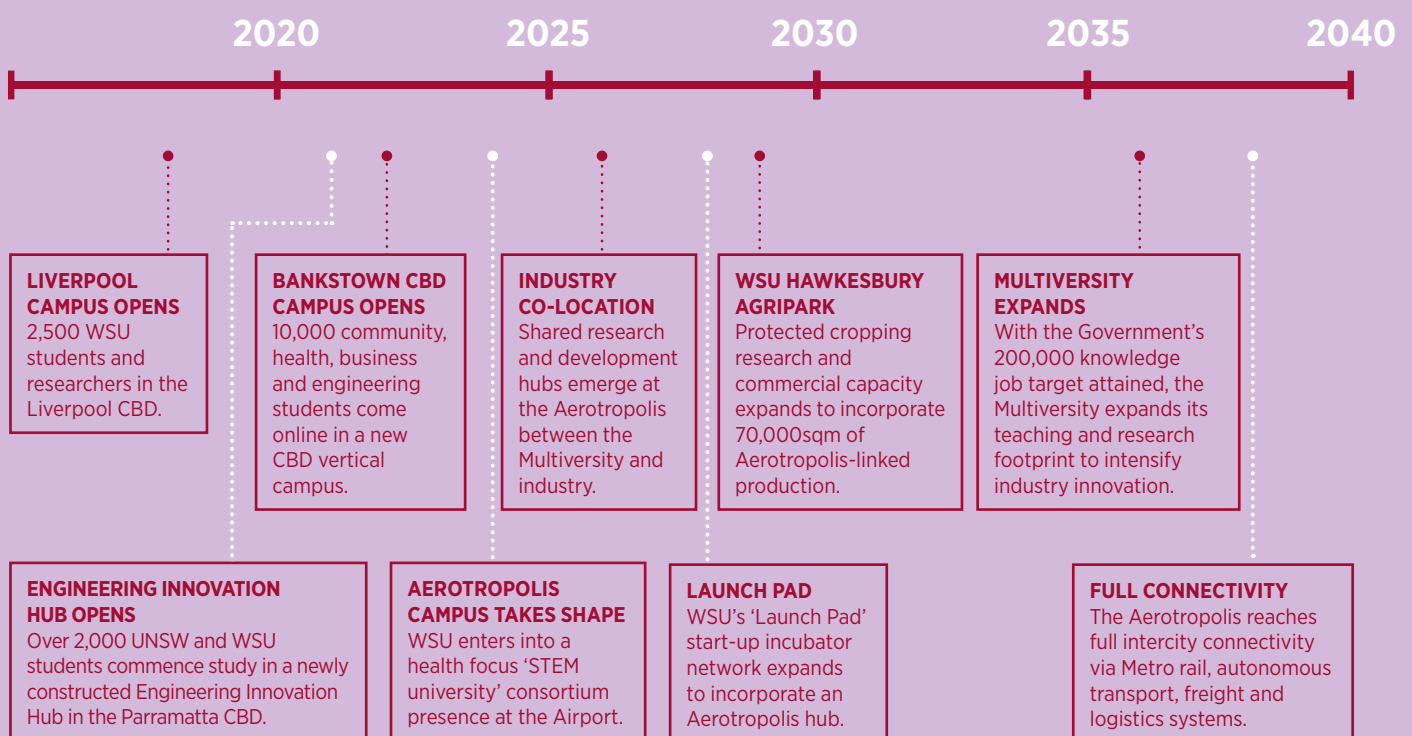 2020
2025
2030
2035
2040
LIVERPOOL
CAMPUS OPENS
2,500 WSU
students and
researchers in the
Liverpool CBD.
BANKSTOWN CBD
CAMPUS OPENS
10,000 community,
health, business
and engineering
students come
online in a new
CBD vertical
campus.
INDUSTRY
CO-LOCATION
Shared research
and development
hubs emerge at
the Aerotropolis
between the
Multiversity and
industry.
WSU HAWKESBURY
AGRIPARK
Protected cropping
research and
commercial capacity
expands to incorporate
70,000sqm of
Aerotropolis-linked
production.
MULTIVERSITY
EXPANDS
With the Government’s
200,000 knowledge
job target attained, the
Multiversity expands its
teaching and research
footprint to intensify
industry innovation.
ENGINEERING INNOVATION
HUB OPENS
Over 2,000 UNSW and WSU
students commence study in a newly
constructed Engineering Innovation
Hub in the Parramatta CBD.
AEROTROPOLIS
CAMPUS TAKES SHAPE
WSU enters into a
health focus ‘STEM
university’ consortium
presence at the Airport.
LAUNCH PAD
WSU’s ‘Launch Pad’
start-up incubator
network expands
to incorporate an
Aerotropolis hub.
FULL CONNECTIVITY
The Aerotropolis reaches
full intercity connectivity
via Metro rail, autonomous
transport, freight and
logistics systems.